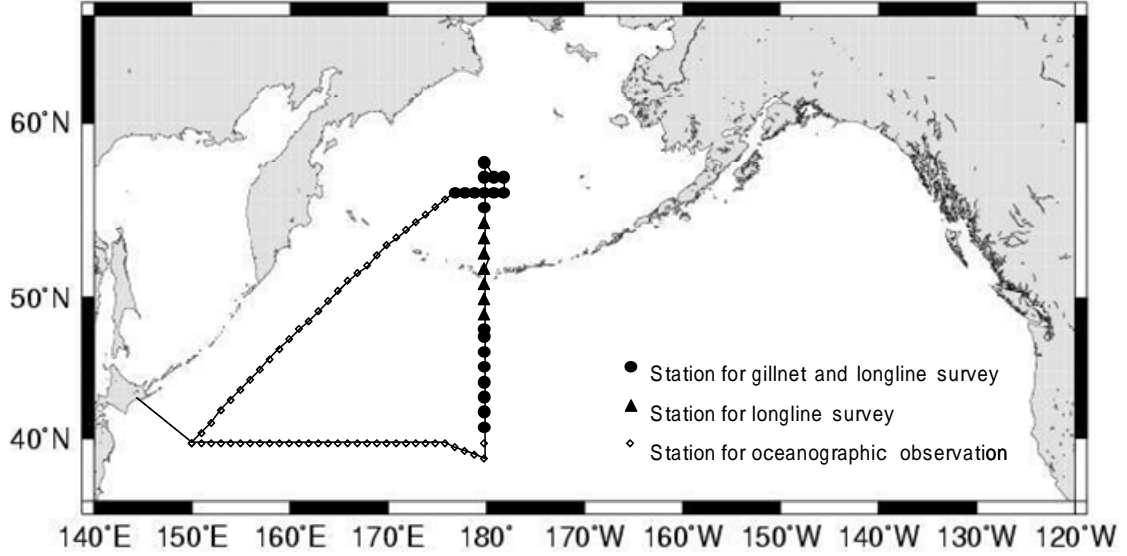 60°N
50°N
40°N
Station for gillnet and longline survey
Station for longline survey
Station for oceanographic observation
140°E 150°E 160°E 170°E 180° 170°W 160°W 150°W 140°W 130°W 120°W